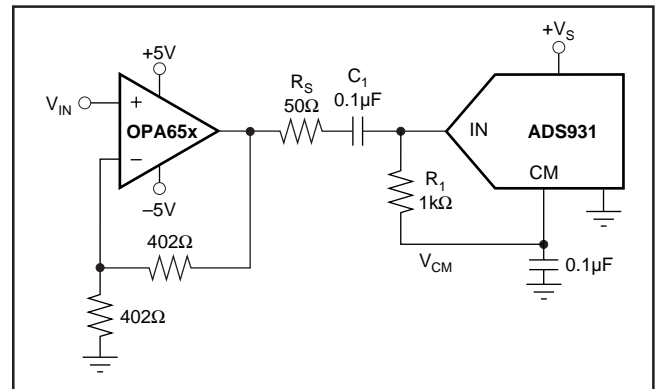 +5V
V_IN
+
OPA65x
–
–5V
402Ω
402Ω
R_S
50Ω
C_1
0.1µF
R_1
1kΩ
V_CM
+V_S
IN
ADS931
CM
0.1µF